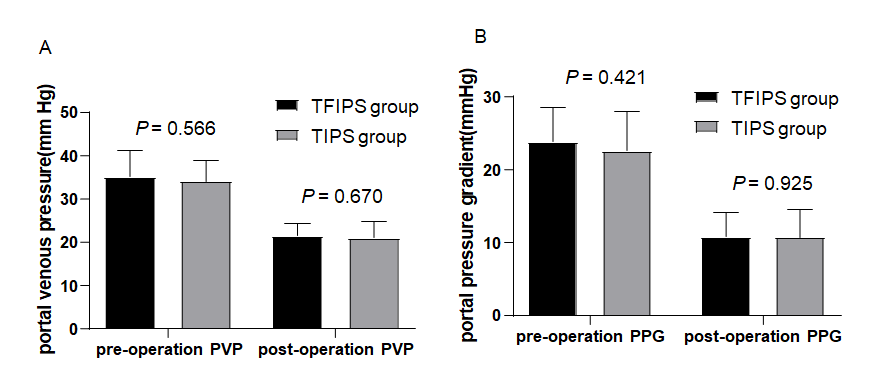 A
portal venous pressure(mm Hg)
50
40
30
20
10
0
TFIPS group
TIPS group
P = 0.566
P = 0.670
pre-operation PVP
post-operation PVP
B
portal pressure gradient(mmHg)
30
20
10
0
P = 0.421
TFIPS group
TIPS group
P = 0.925
pre-operation PPG
post-operation PPG